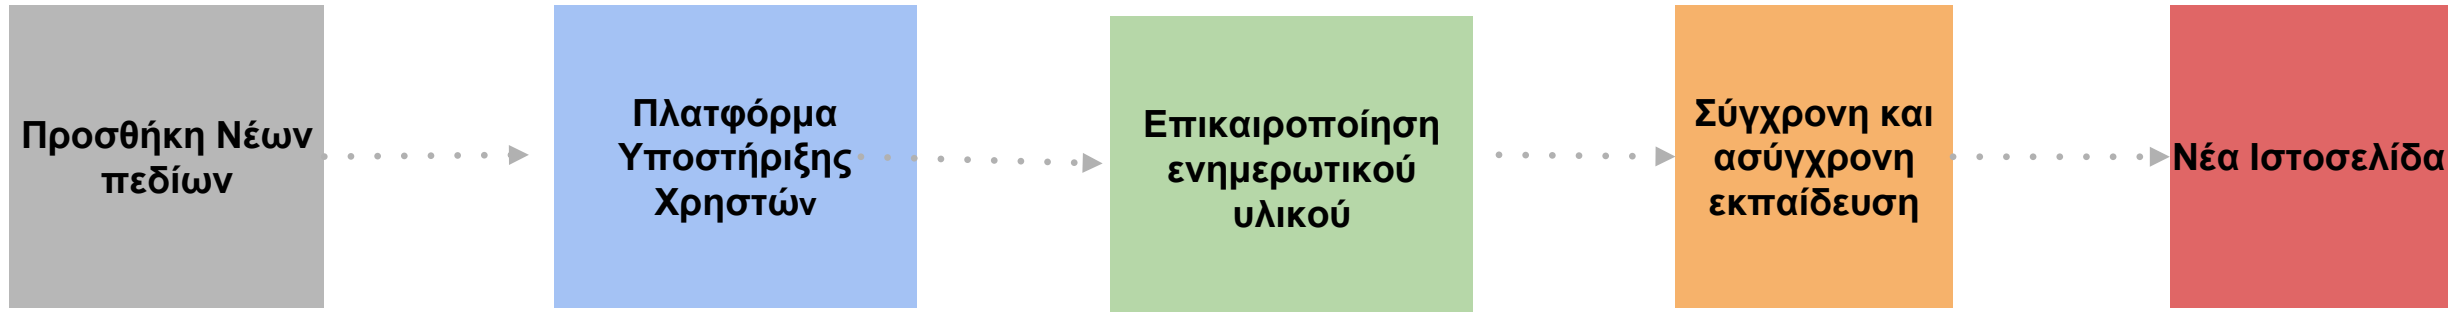 Προσθήκη Νέων
πεδίων
Πλατφόρμα
Υποστήριξης
Χρηστών
Επικαιροποίηση
ενημερωτικού
υλικού
Σύγχρονη και
ασύγχρονη
εκπαίδευση
Νέα Ιστοσελίδα